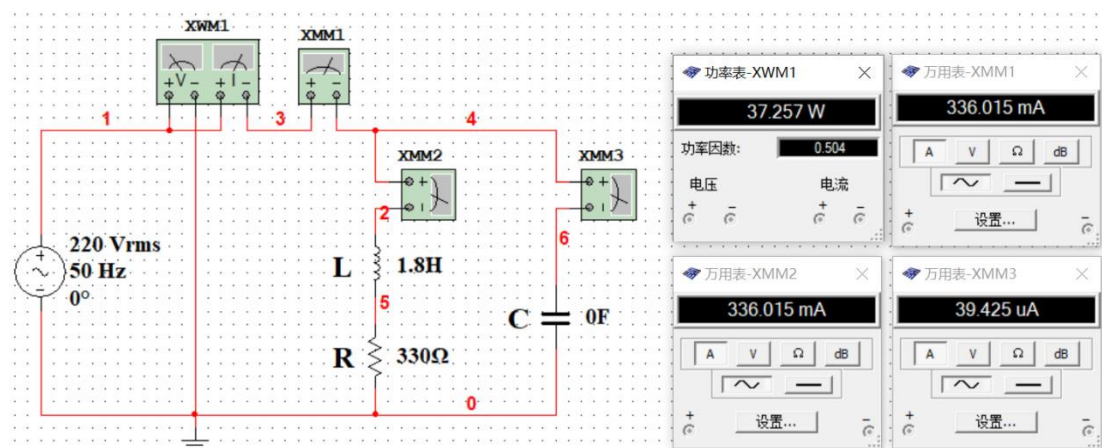 XWM1
XMM1
V I
+ - + -
+ -
1
3
4
XMM2
XMM3
2
6
220 Vrms
50 Hz
0°
L
1.8H
5
C
0F
R
330Ω
0
功率表-XWM1
37.257 W
功率因数:
0.504
电压
电流
+ - + -
万用表-XMM1
336.015 mA
A V Ω dB
+ 设置... -
万用表-XMM2
336.015 mA
A V Ω dB
+ 设置... -
万用表-XMM3
39.425 uA
A V Ω dB
+ 设置... -